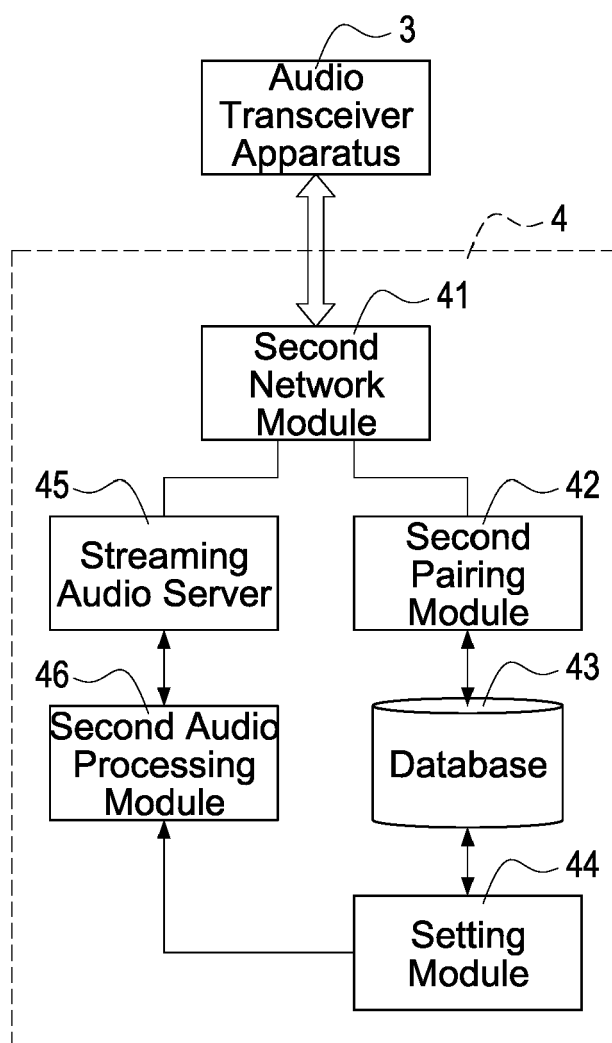 3
Audio
Transceiver
Apparatus
4
41
Second
Network
Module
45
Streaming
Audio Server
42
Second
Pairing
Module
46
Second Audio
Processing
Module
43
Database
44
Setting
Module